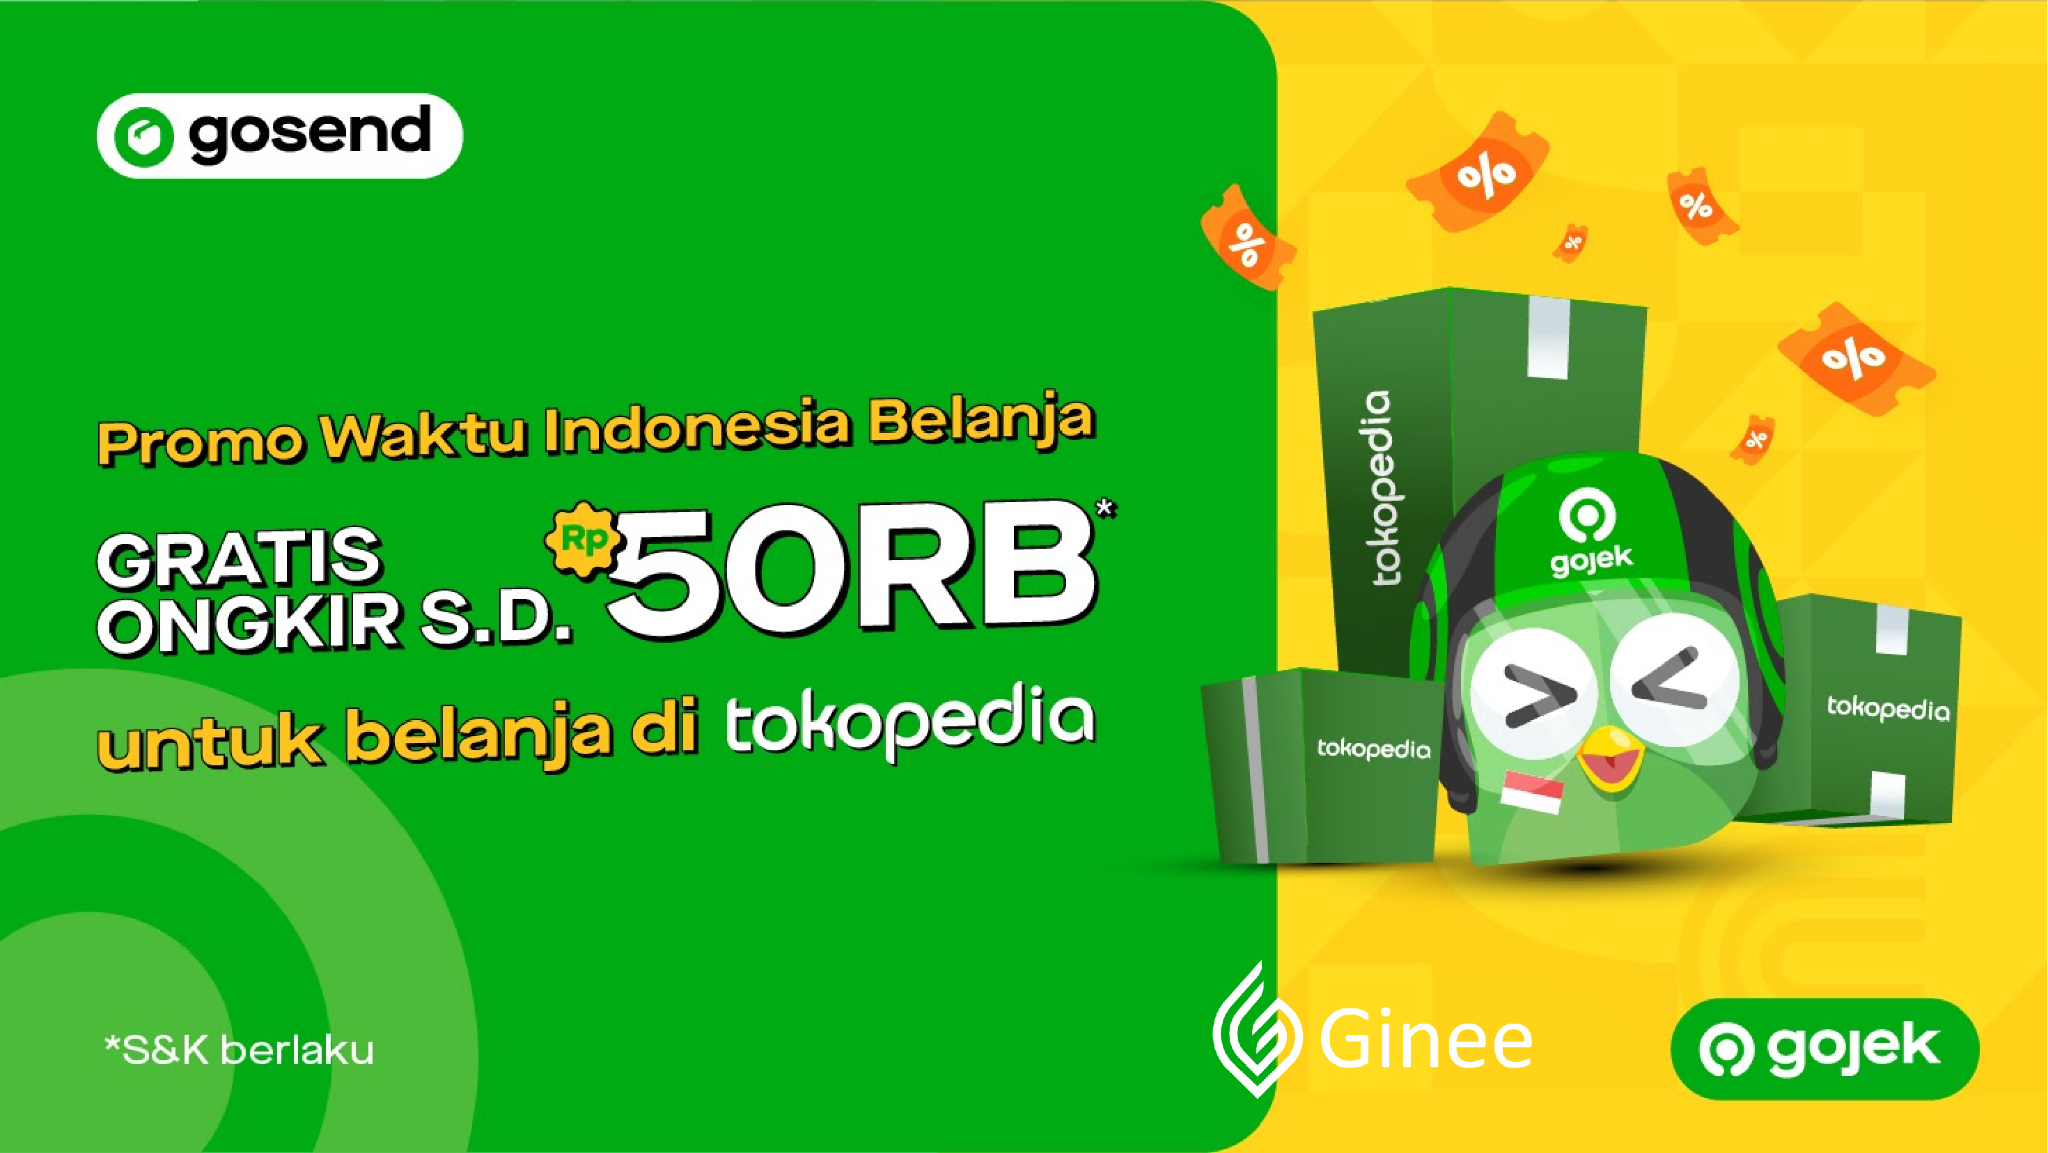 gosend
Promo Waktu Indonesia Belanja
GRATIS
ONGKIR S.D. Rp 50RB*
untuk belanja di tokopedia
*S&K berlaku
%
%
%
%
%
%
tokopedia
gojek
tokopedia
tokopedia
Ginee
gojek